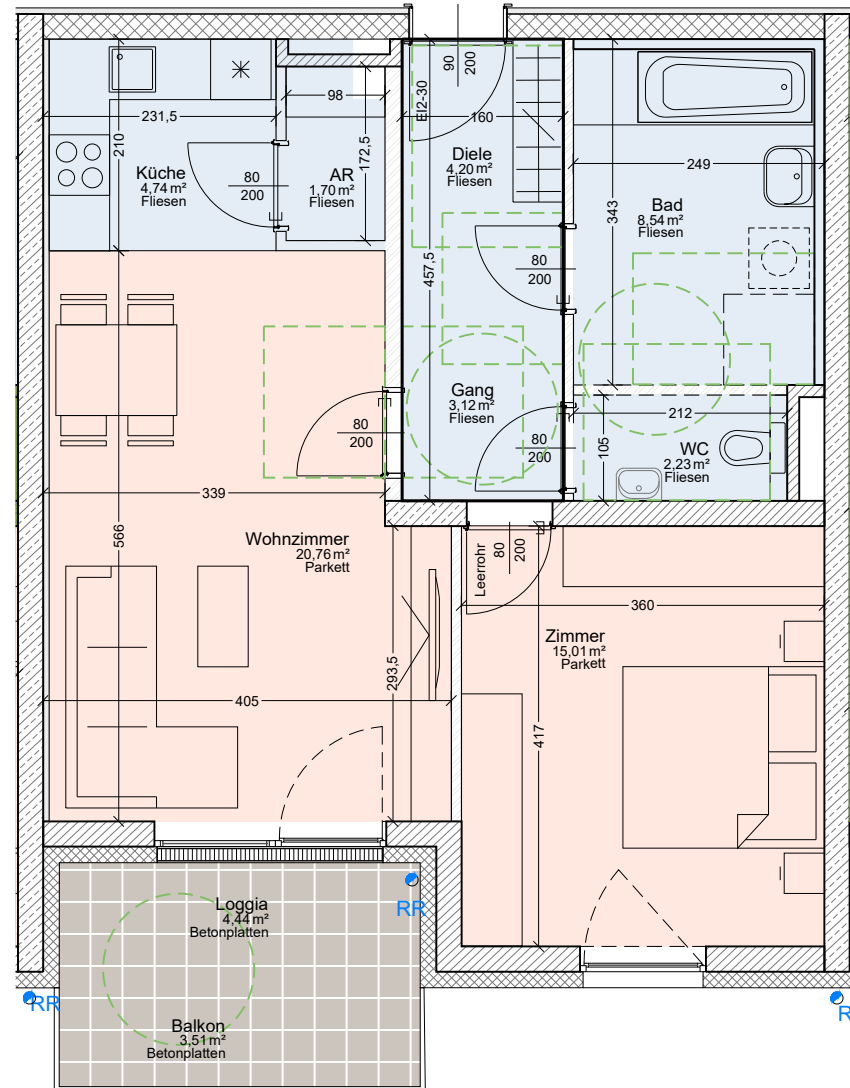 90
200
EI2-30
231,5
98
160
210
Küche
4,74 m²
Fliesen
80
200
AR
1,70 m²
Fliesen
172,5
Diele
4,20 m²
Fliesen
249
343
Bad
8,54 m²
Fliesen
457,5
80
200
Gang
3,12 m²
Fliesen
80
200
80
200
212
105
WC
2,23 m²
Fliesen
339
566
Wohnzimmer
20,76 m²
Parkett
Leerrohr
80
200
360
Zimmer
15,01 m²
Parkett
293,5
405
417
Loggia
4,44 m²
Betonplatten
RR
RR
R
Balkon
3,51 m²
Betonplatten